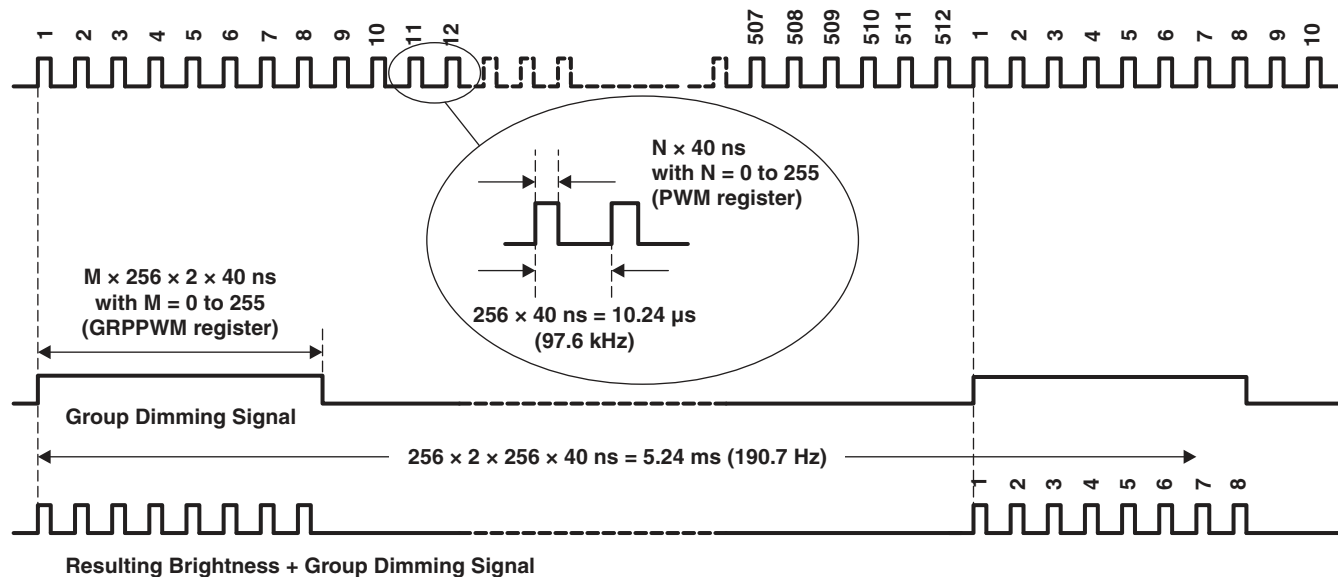 1 2 3 4 5 6 7 8 9 10 11 12 507 508 509 510 511 512 1 2 3 4 5 6 7 8 9 10
N × 40 ns
with N = 0 to 255
(PWM register)
M × 256 × 2 × 40 ns
with M = 0 to 255
(GRPPWM register)
256 × 40 ns = 10.24 µs
(97.6 kHz)
Group Dimming Signal
256 × 2 × 256 × 40 ns = 5.24 ms (190.7 Hz)
1 2 3 4 5 6 7 8
Resulting Brightness + Group Dimming Signal